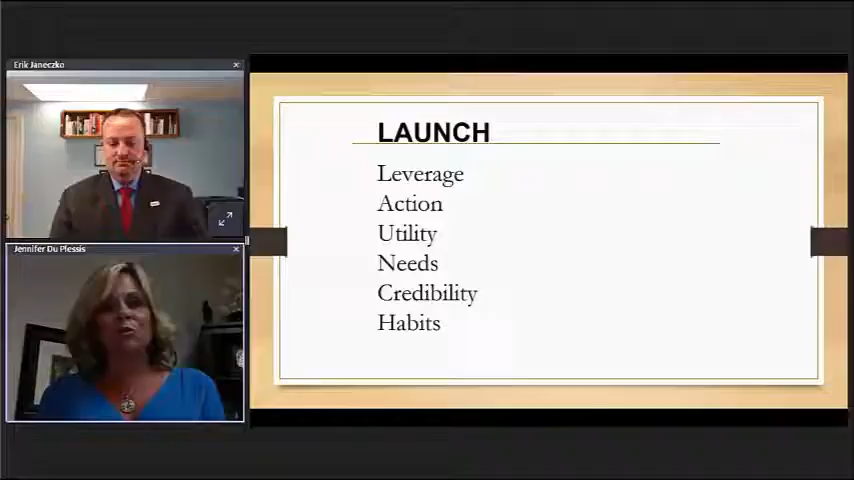 Erik Janeczko
Jennifer Du Plessis
LAUNCH
Leverage
Action
Utility
Needs
Credibility
Habits